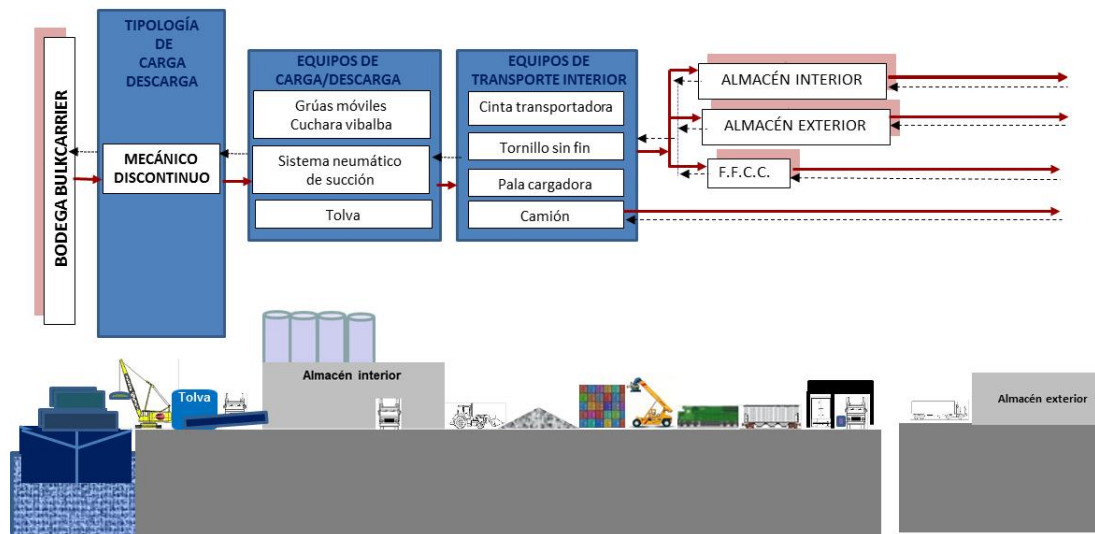 TIPOLOGÍA
DE
CARGA
DESCARGA
EQUIPOS DE
CARGA/DESCARGA
EQUIPOS DE
TRANSPORTE INTERIOR
BODEGA BULKCARRIER
MECÁNICO
DISCONTINUO
Grúas móviles
Cuchara vibalba
Sistema neumático
de succión
Tolva
Cinta transportadora
Tornillo sin fin
Pala cargadora
Camión
ALMACÉN INTERIOR
ALMACÉN EXTERIOR
F.F.C.C.
Almacén interior
Tolva
Almacén exterior